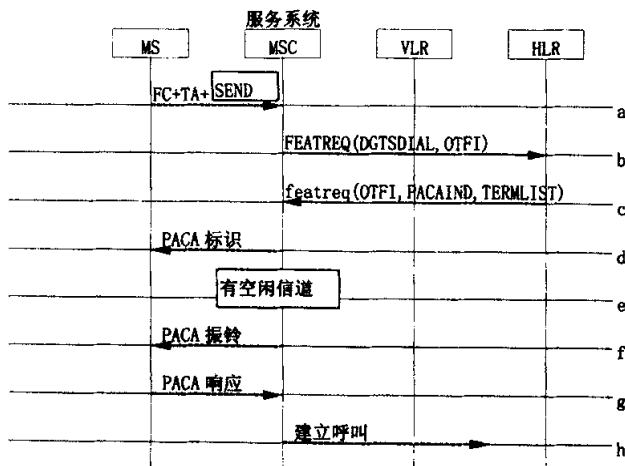 服务系统
MS MSC VLR HLR
FC+TA+ SEND
a
FEATREQ(DGTSDIAL, OTFI)
b
featreq(OTFI, PACAIND, TERMLIST)
c
PACA 标识
d
有空闲信道
e
PACA 振铃
f
PACA 响应
g
建立呼叫
h